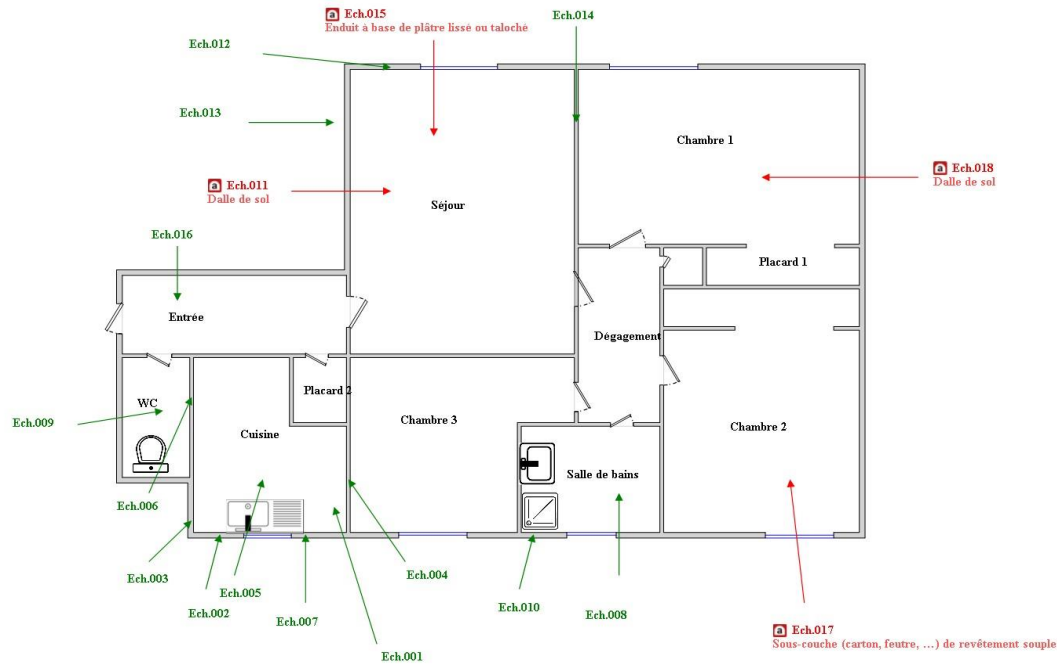 a Ech.015
Enduit à base de plâtre lissé ou taloché
Ech.014
Ech.012
Ech.013
Chambre 1
a Ech.018
Dalle de sol
a Ech.011
Dalle de sol
Séjour
Ech.016
Placard 1
Entrée
Dégagement
Placard 2
WC
Ech.009
Chambre 3
Chambre 2
Cuisine
Salle de bains
Ech.006
Ech.003
Ech.005
Ech.004
Ech.002
Ech.007
Ech.010
Ech.008
Ech.001
a Ech.017
Sous-couche (carton, feutre, ...) de revêtement souple